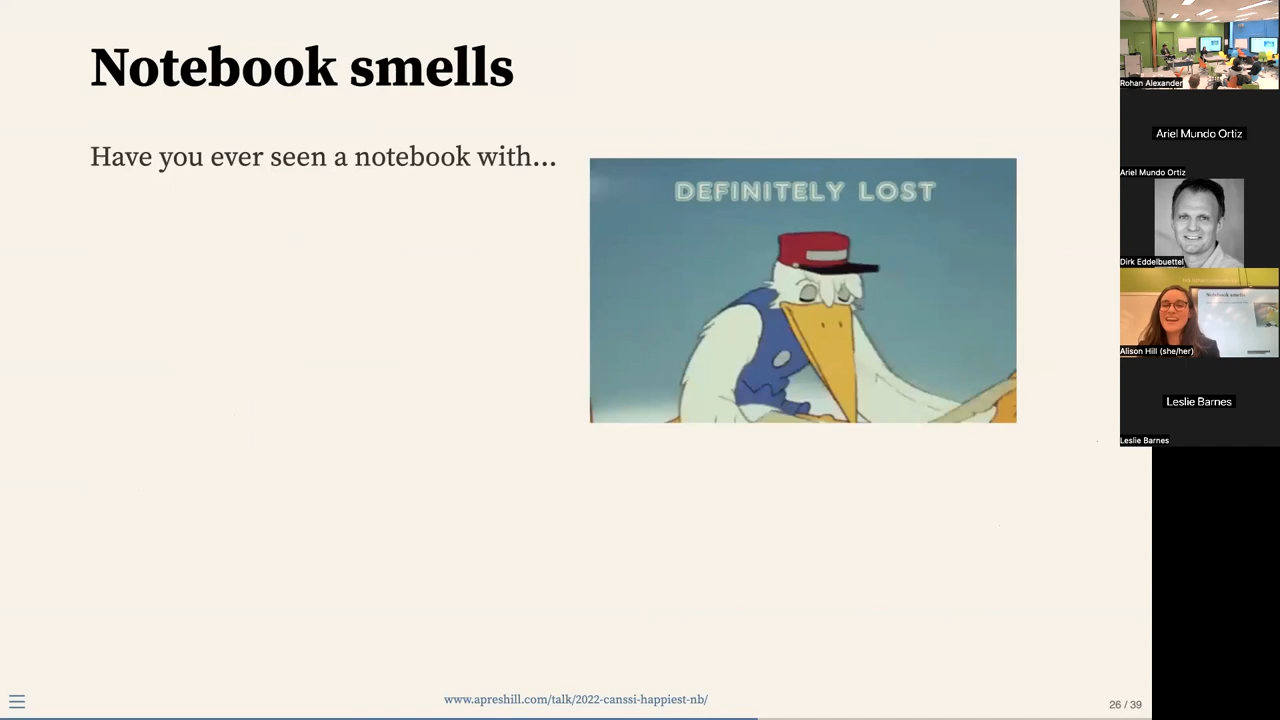 Notebook smells
Have you ever seen a notebook with...
DEFINITELY LOST
www.apreshill.com/talk/2022-canssi-happiest-nb/
26 / 39
Rohan Alexander
Ariel Mundo Ortiz
Ariel Mundo Ortiz
Dirk Eddelbuettel
Notebook smells
Alison Hill (she/her)
Leslie Barnes
Leslie Barnes